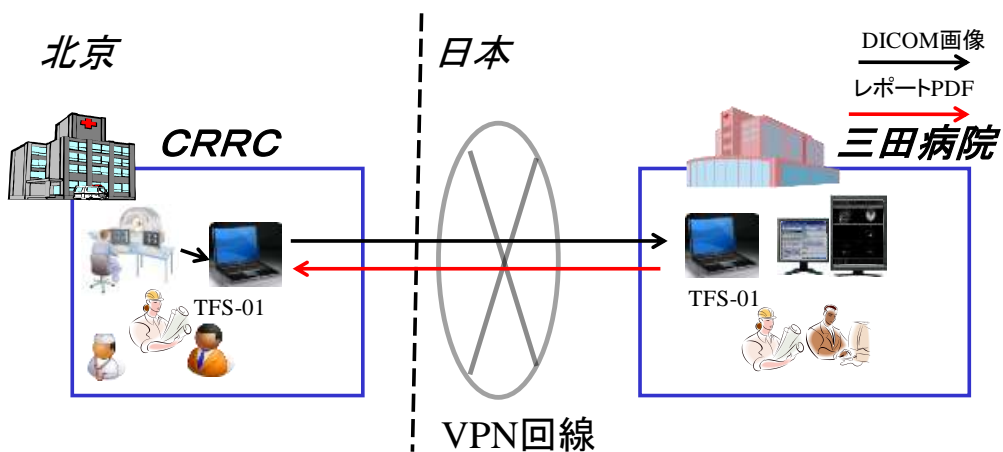 北京
日本
DICOM画像
レポートPDF
CRRC
三田病院
TFS-01
TFS-01
VPN回線